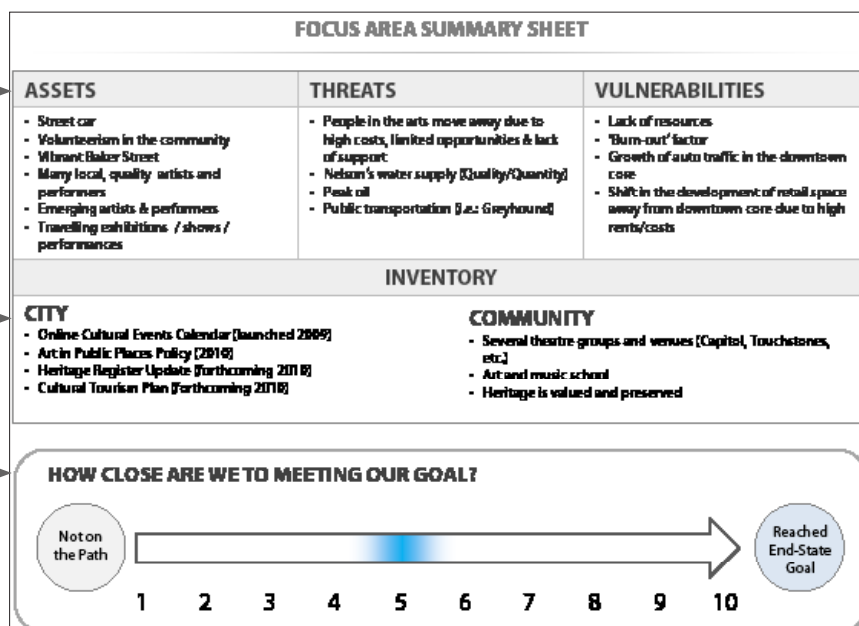 FOCUS AREA SUMMARY SHEET
ASSETS
- Street car
- Volunteerism in the community
- Vibrant Baker Street
- Many local, quality artists and
performers
- Emerging artists & performers
- Travelling exhibitions / shows /
performances
THREATS
- People in the arts move away due to
high costs, limited opportunities & lack
of support
- Nelson's water supply (Quality/Quantity)
- Peak oil
- Public transportation (i.e.: Greyhound)
VULNERABILITIES
- Lack of resources
- 'Burn-out' factor
- Growth of auto traffic in the downtown
core
- Shift in the development of retail space
away from downtown core due to high
rents/costs
INVENTORY
CITY
- Online Cultural Events Calendar (launched 2009)
- Art in Public Places Policy (2010)
- Heritage Register Update (forthcoming 2010)
- Cultural Tourism Plan (forthcoming 2010)
COMMUNITY
- Several theatre groups and venues (Capitol, Touchstones,
etc.)
- Art and music school
- Heritage is valued and preserved
HOW CLOSE ARE WE TO MEETING OUR GOAL?
Not on
the Path
Reached
End-State
Goal
1 2 3 4 5 6 7 8 9 10